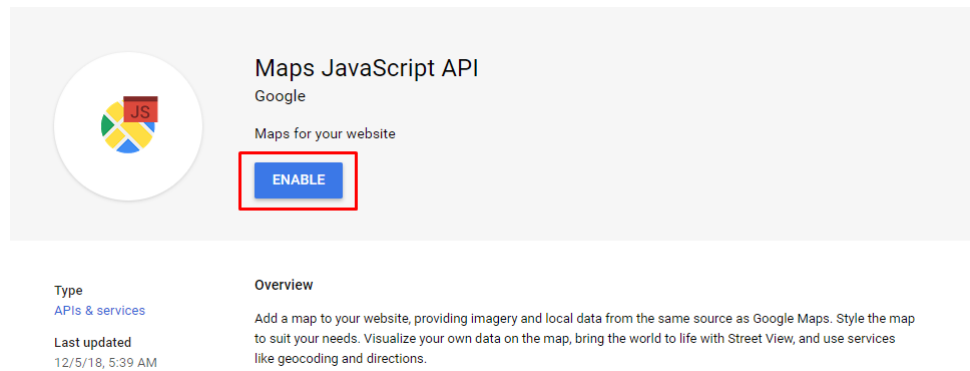 JS
Maps JavaScript API
Google
Maps for your website
ENABLE
Type
APIs & services
Last updated
12/5/18, 5:39 AM
Overview
Add a map to your website, providing imagery and local data from the same source as Google Maps. Style the map
to suit your needs. Visualize your own data on the map, bring the world to life with Street View, and use services
like geocoding and directions.